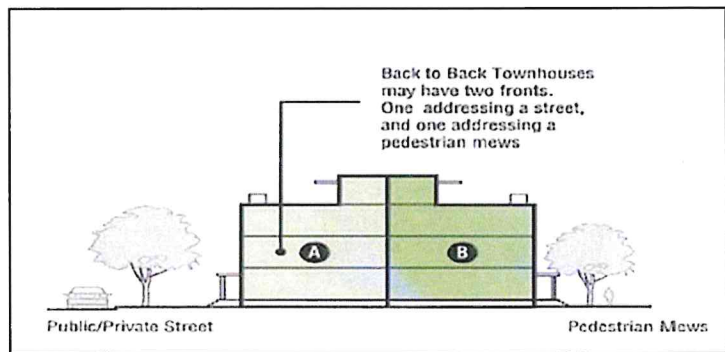 Back to Back Townhouses
may have two fronts.
One addressing a street,
and one addressing a
pedestrian mews
A
B
Public/Private Street
Pedestrian Mews